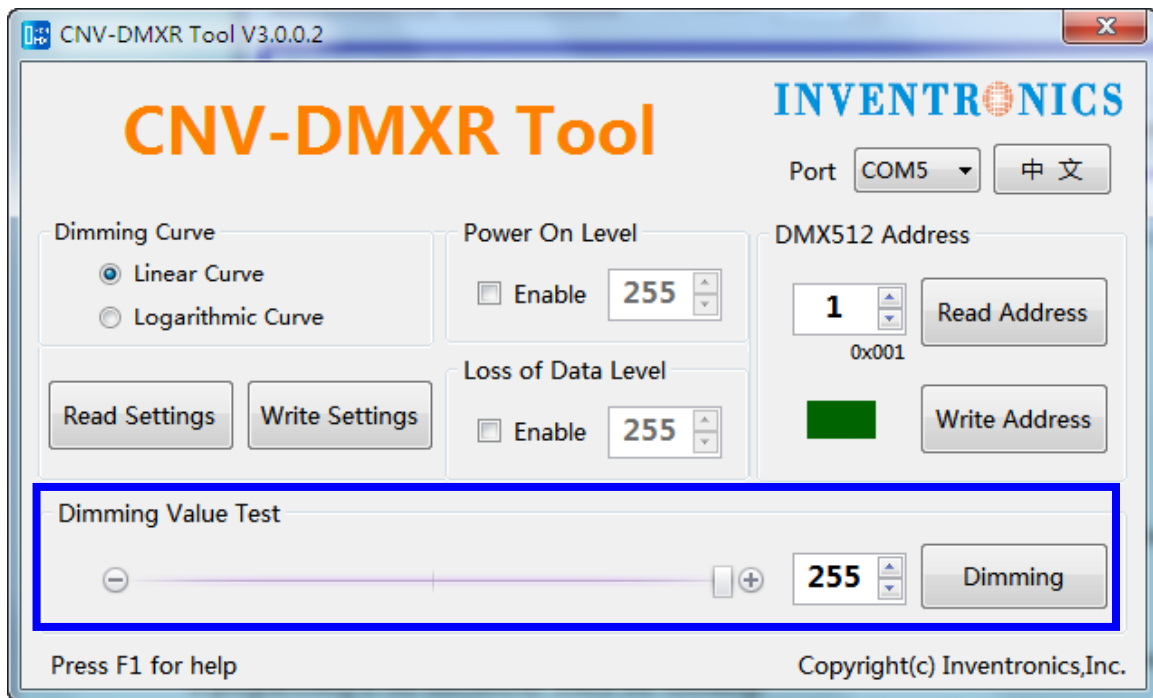 CNV-DMXR Tool V3.0.0.2
CNV-DMXR Tool
INVENTRONICS
Port COM5 中 文
Dimming Curve
Linear Curve
Logarithmic Curve
Read Settings Write Settings
Power On Level
Enable 255
Loss of Data Level
Enable 255
DMX512 Address
1 Read Address
0x001
Write Address
Dimming Value Test
255 Dimming
Press F1 for help Copyright(c) Inventronics,Inc.